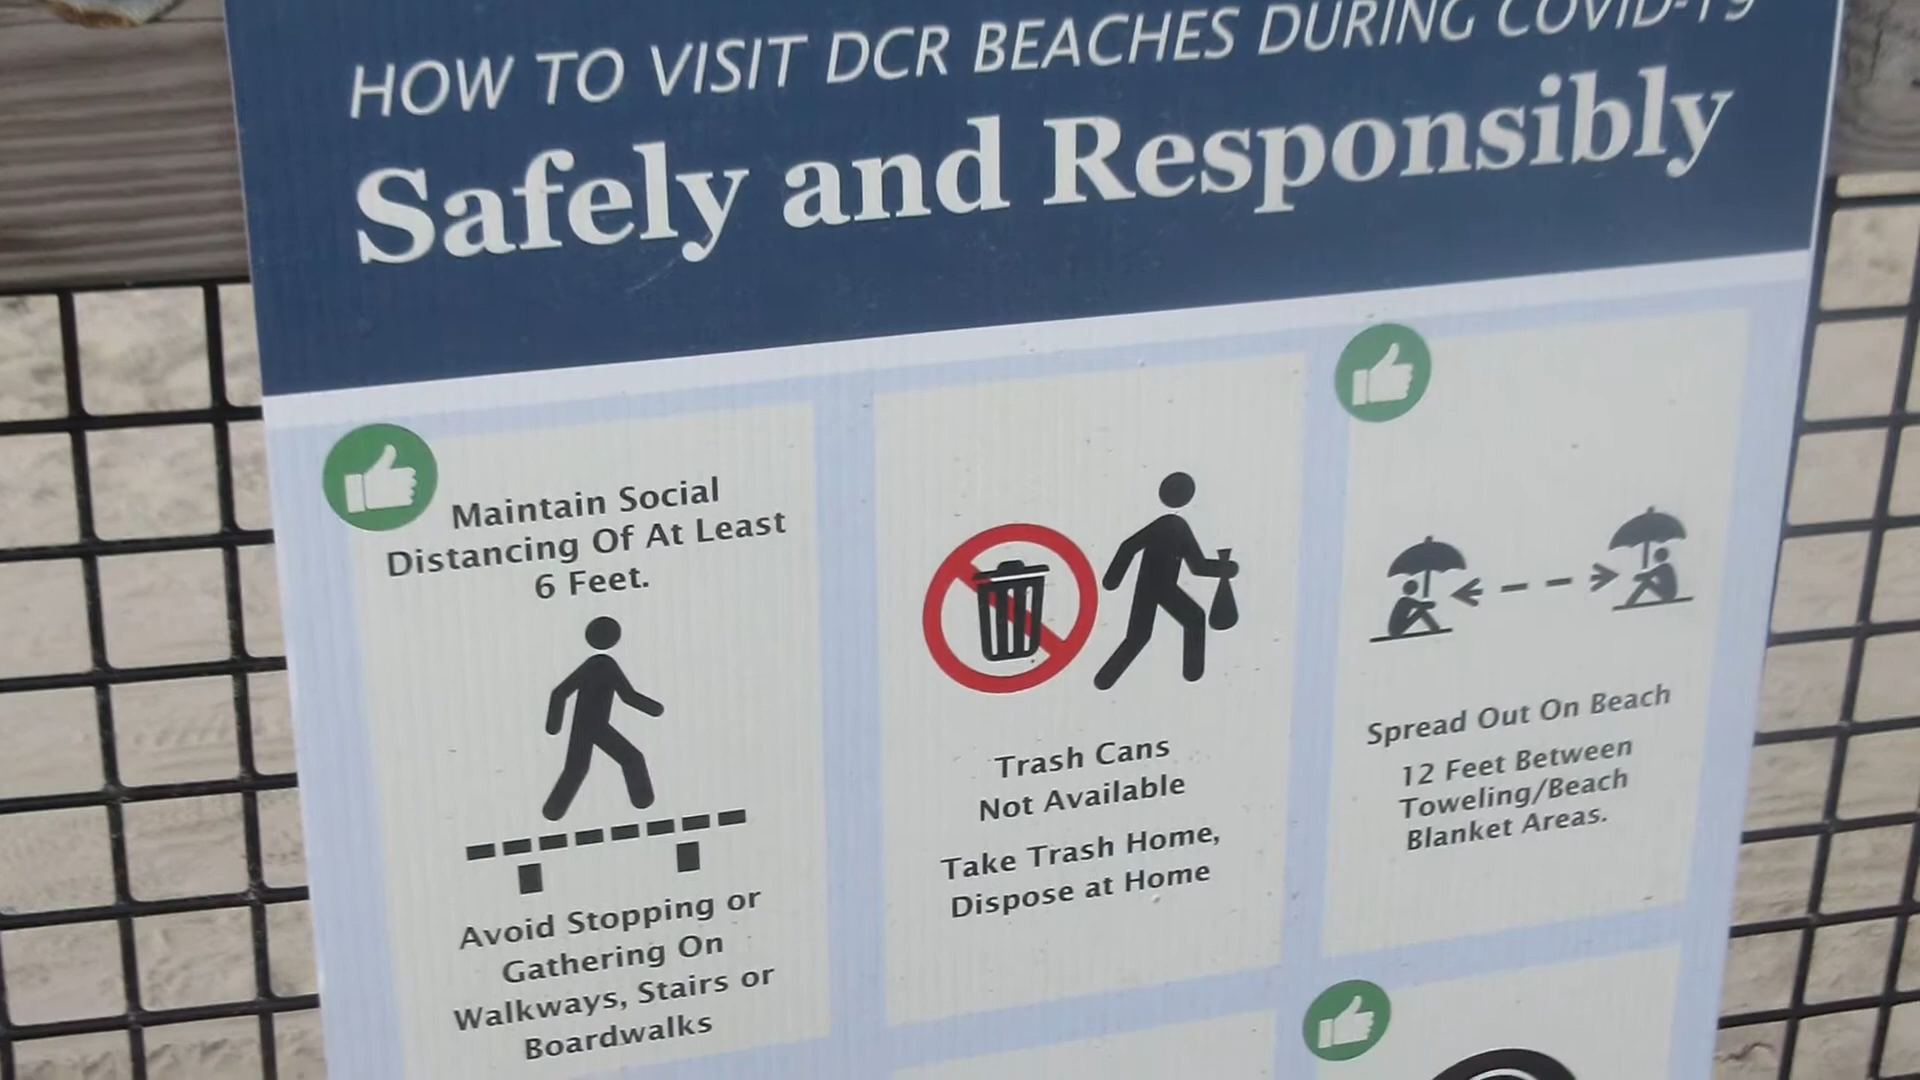 HOW TO VISIT DCR BEACHES DURING COVID-19
Safely and Responsibly
Maintain Social
Distancing Of At Least
6 Feet.
Avoid Stopping or
Gathering On
Walkways, Stairs or
Boardwalks
Trash Cans
Not Available
Take Trash Home,
Dispose at Home
Spread Out On Beach
12 Feet Between
Toweling/Beach
Blanket Areas.